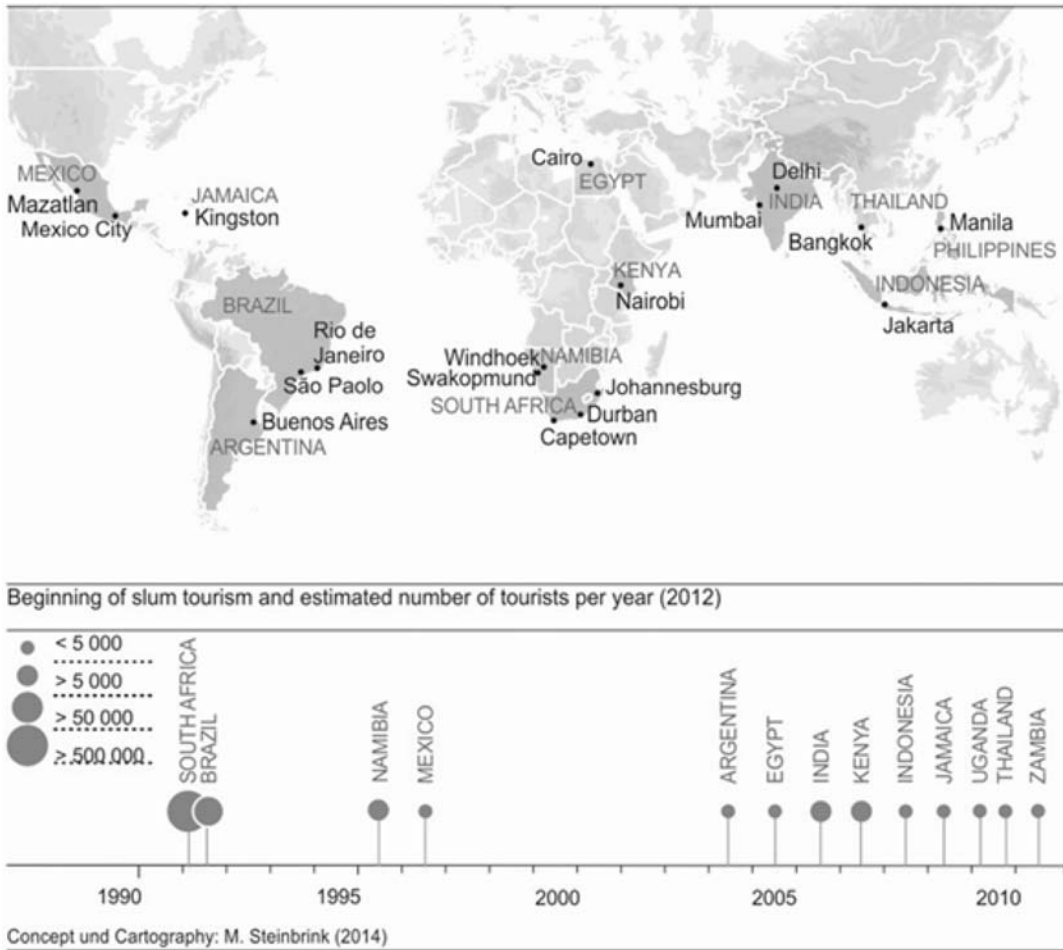 MEXICO
Mazatlan
Mexico City
JAMAICA
Kingston
BRAZIL
Rio de
Janeiro
São Paolo
Buenos Aires
ARGENTINA
Cairo
EGYPT
KENYA
Nairobi
Windhoek
NAMIBIA
Swakopmund
SOUTH AFRICA
Johannesburg
Durban
Capetown
Delhi
INDIA
Mumbai
THAILAND
Bangkok
Manila
PHILIPPINES
INDONESIA
Jakarta
Beginning of slum tourism and estimated number of tourists per year (2012)
< 5 000
> 5 000
> 50 000
> 500 000
SOUTH AFRICA
BRAZIL
NAMIBIA
MEXICO
ARGENTINA
EGYPT
INDIA
KENYA
INDONESIA
JAMAICA
UGANDA
THAILAND
ZAMBIA
1990 1995 2000 2005 2010
Concept und Cartography: M. Steinbrink (2014)